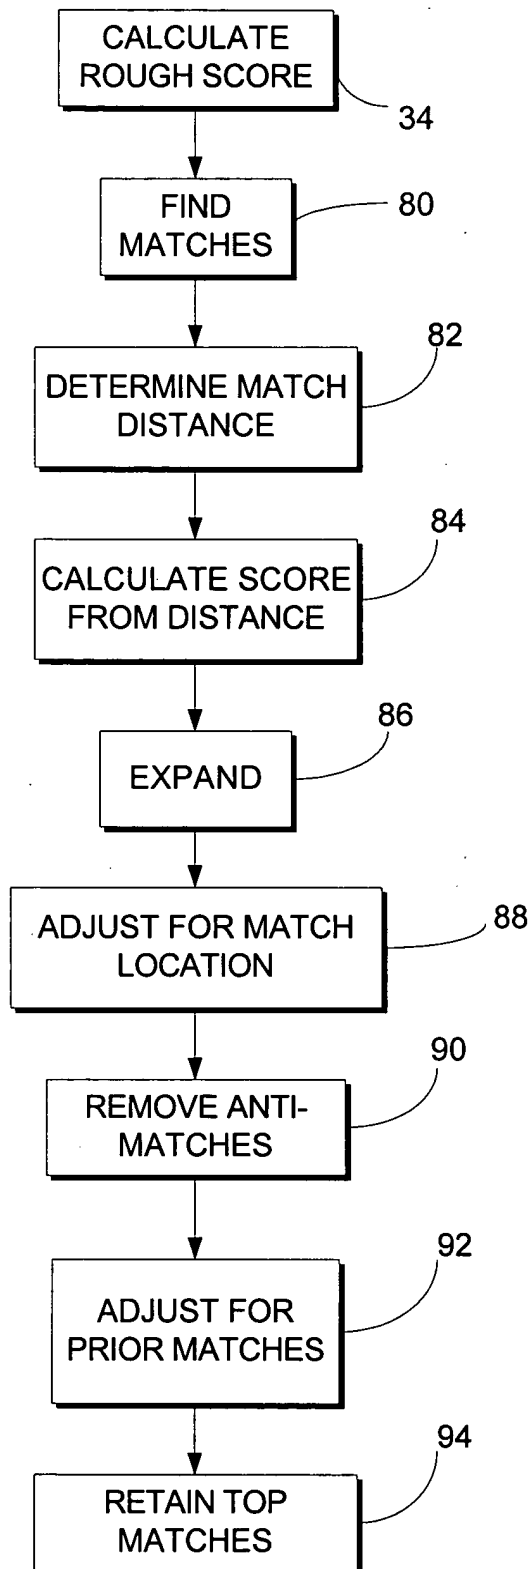 CALCULATE
ROUGH SCORE
34
FIND
MATCHES
80
82
DETERMINE MATCH
DISTANCE
84
CALCULATE SCORE
FROM DISTANCE
86
EXPAND
ADJUST FOR MATCH
LOCATION
88
90
REMOVE ANTI-
MATCHES
92
ADJUST FOR
PRIOR MATCHES
94
RETAIN TOP
MATCHES